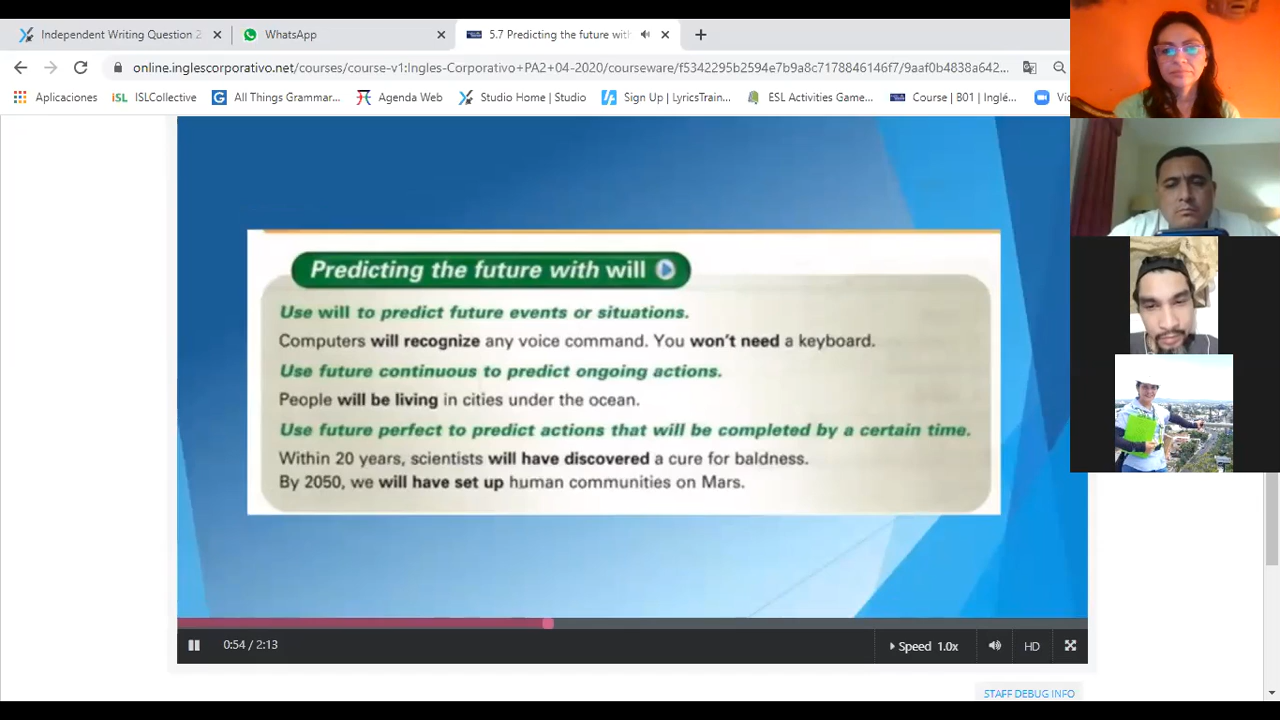 Independent Writing Question 2
WhatsApp
5.7 Predicting the future with
online.inglescorporativo.net/courses/course-v1:Ingles-Corporativo+PA2+04-2020/courseware/f5342295b2594e7b9a8c7178846146f7/9aaf0b4838a642...
Aplicaciones
iSL ISLCollective
All Things Grammar...
Agenda Web
Studio Home | Studio
Sign Up | LyricsTrain...
ESL Activities Game...
Course | B01 | Inglé...
Predicting the future with will
Use will to predict future events or situations.
Computers will recognize any voice command. You won't need a keyboard.
Use future continuous to predict ongoing actions.
People will be living in cities under the ocean.
Use future perfect to predict actions that will be completed by a certain time.
Within 20 years, scientists will have discovered a cure for baldness.
By 2050, we will have set up human communities on Mars.
0:54 / 2:13
Speed 1.0x
HD
STAFF DEBUG INFO